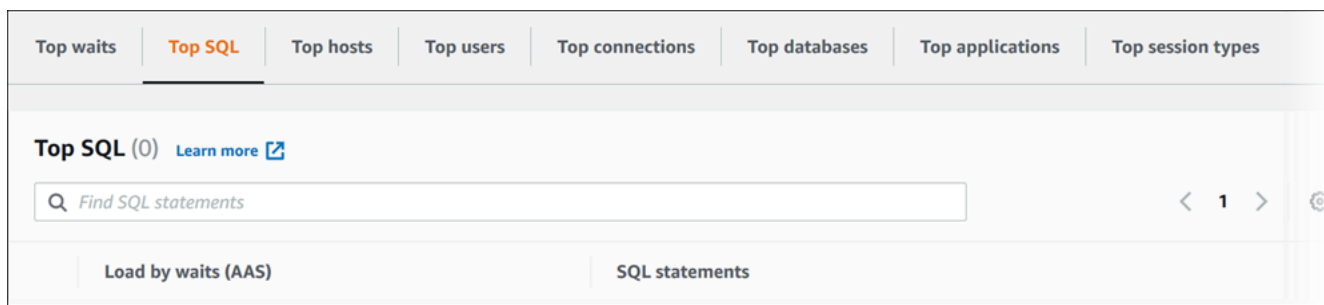 Top waits Top SQL Top hosts Top users Top connections Top databases Top applications Top session types
Top SQL (0) Learn more
Find SQL statements
1
Load by waits (AAS) SQL statements